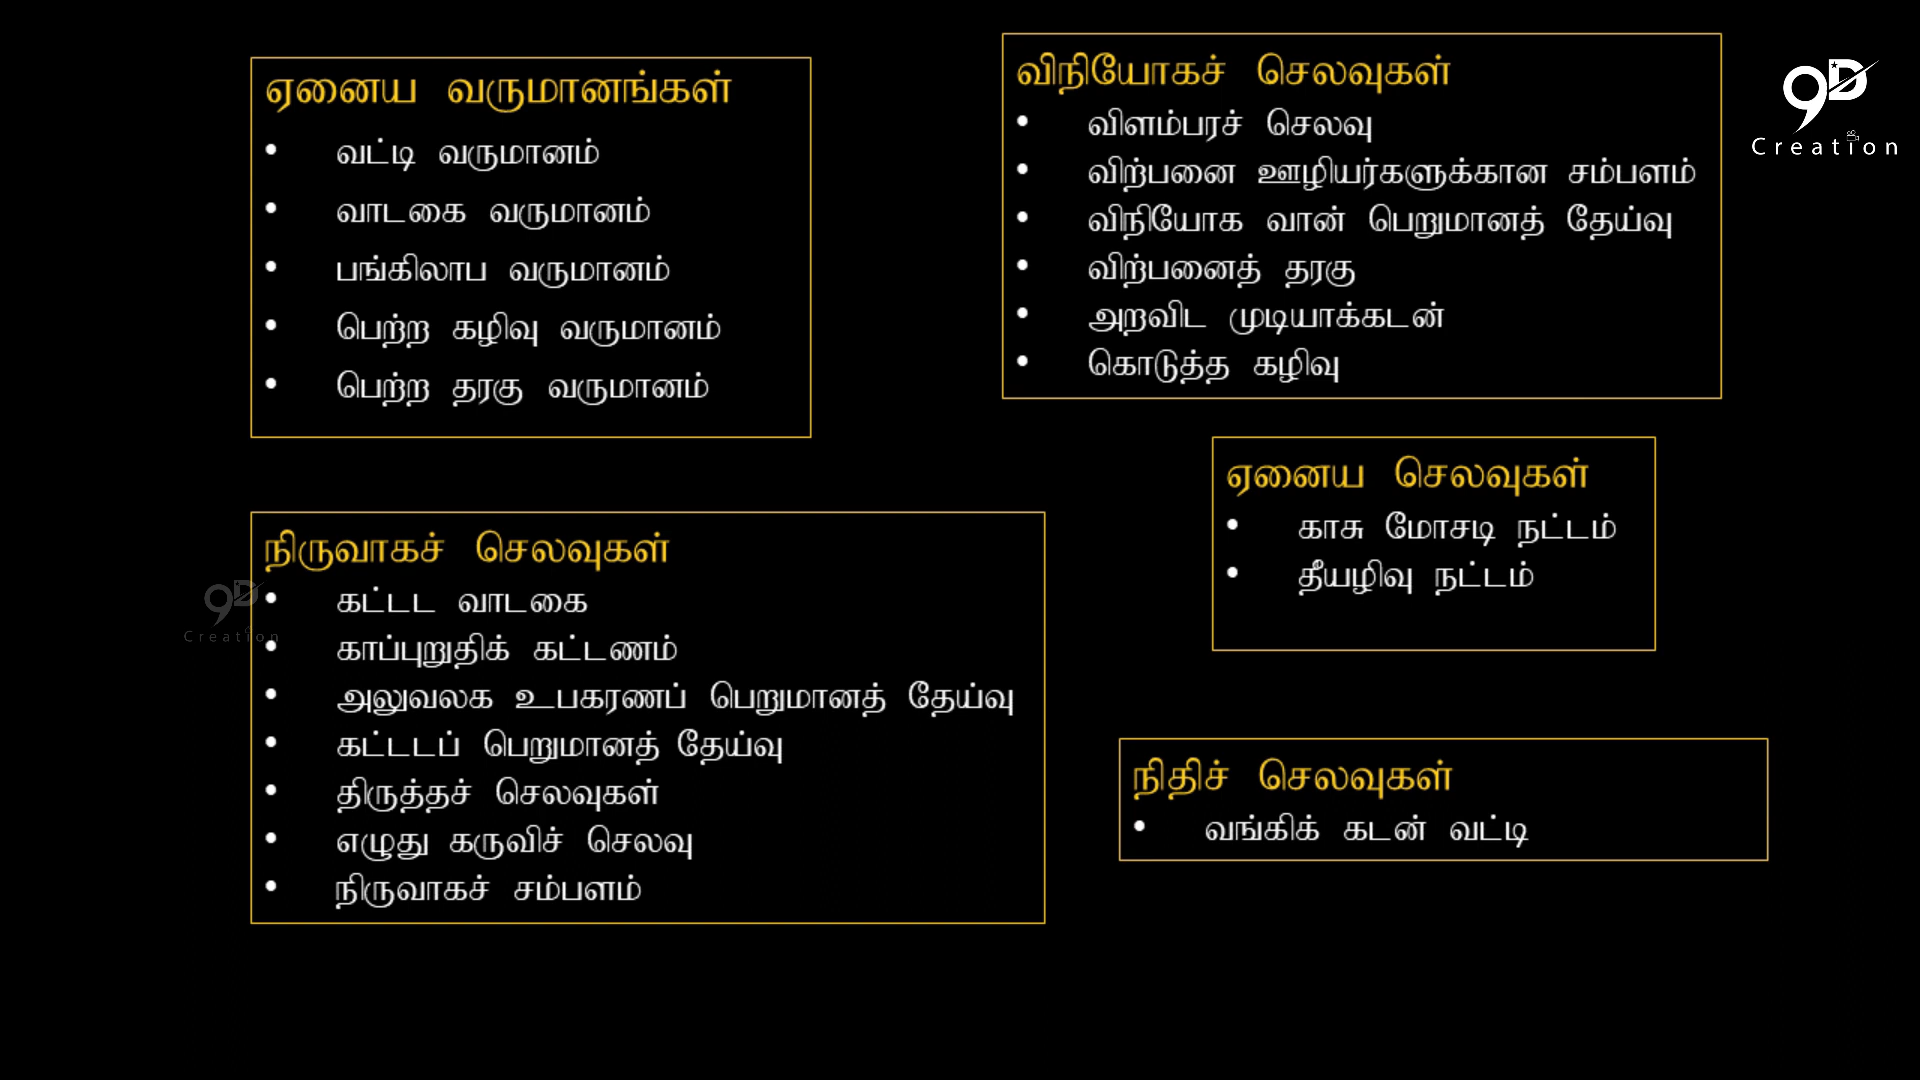 ஏனைய வருமானங்கள்
• வட்டி வருமானம்
• வாடகை வருமானம்
• பங்கிலாப வருமானம்
• பெற்ற கழிவு வருமானம்
• பெற்ற தரகு வருமானம்
விநியோகச் செலவுகள்
• விளம்பரச் செலவு
• விற்பனை ஊழியர்களுக்கான சம்பளம்
• விநியோக வான் பெறுமானத் தேய்வு
• விற்பனைத் தரகு
• அறவிட முடியாக்கடன்
• கொடுத்த கழிவு
9D
Creation
ஏனைய செலவுகள்
• காசு மோசடி நட்டம்
• தீயழிவு நட்டம்
நிருவாகச் செலவுகள்
• கட்டட வாடகை
• காப்புறுதிக் கட்டணம்
• அலுவலக உபகரணப் பெறுமானத் தேய்வு
• கட்டடப் பெறுமானத் தேய்வு
• திருத்தச் செலவுகள்
• எழுது கருவிச் செலவு
• நிருவாகச் சம்பளம்
9D
Creation
நிதிச் செலவுகள்
• வங்கிக் கடன் வட்டி